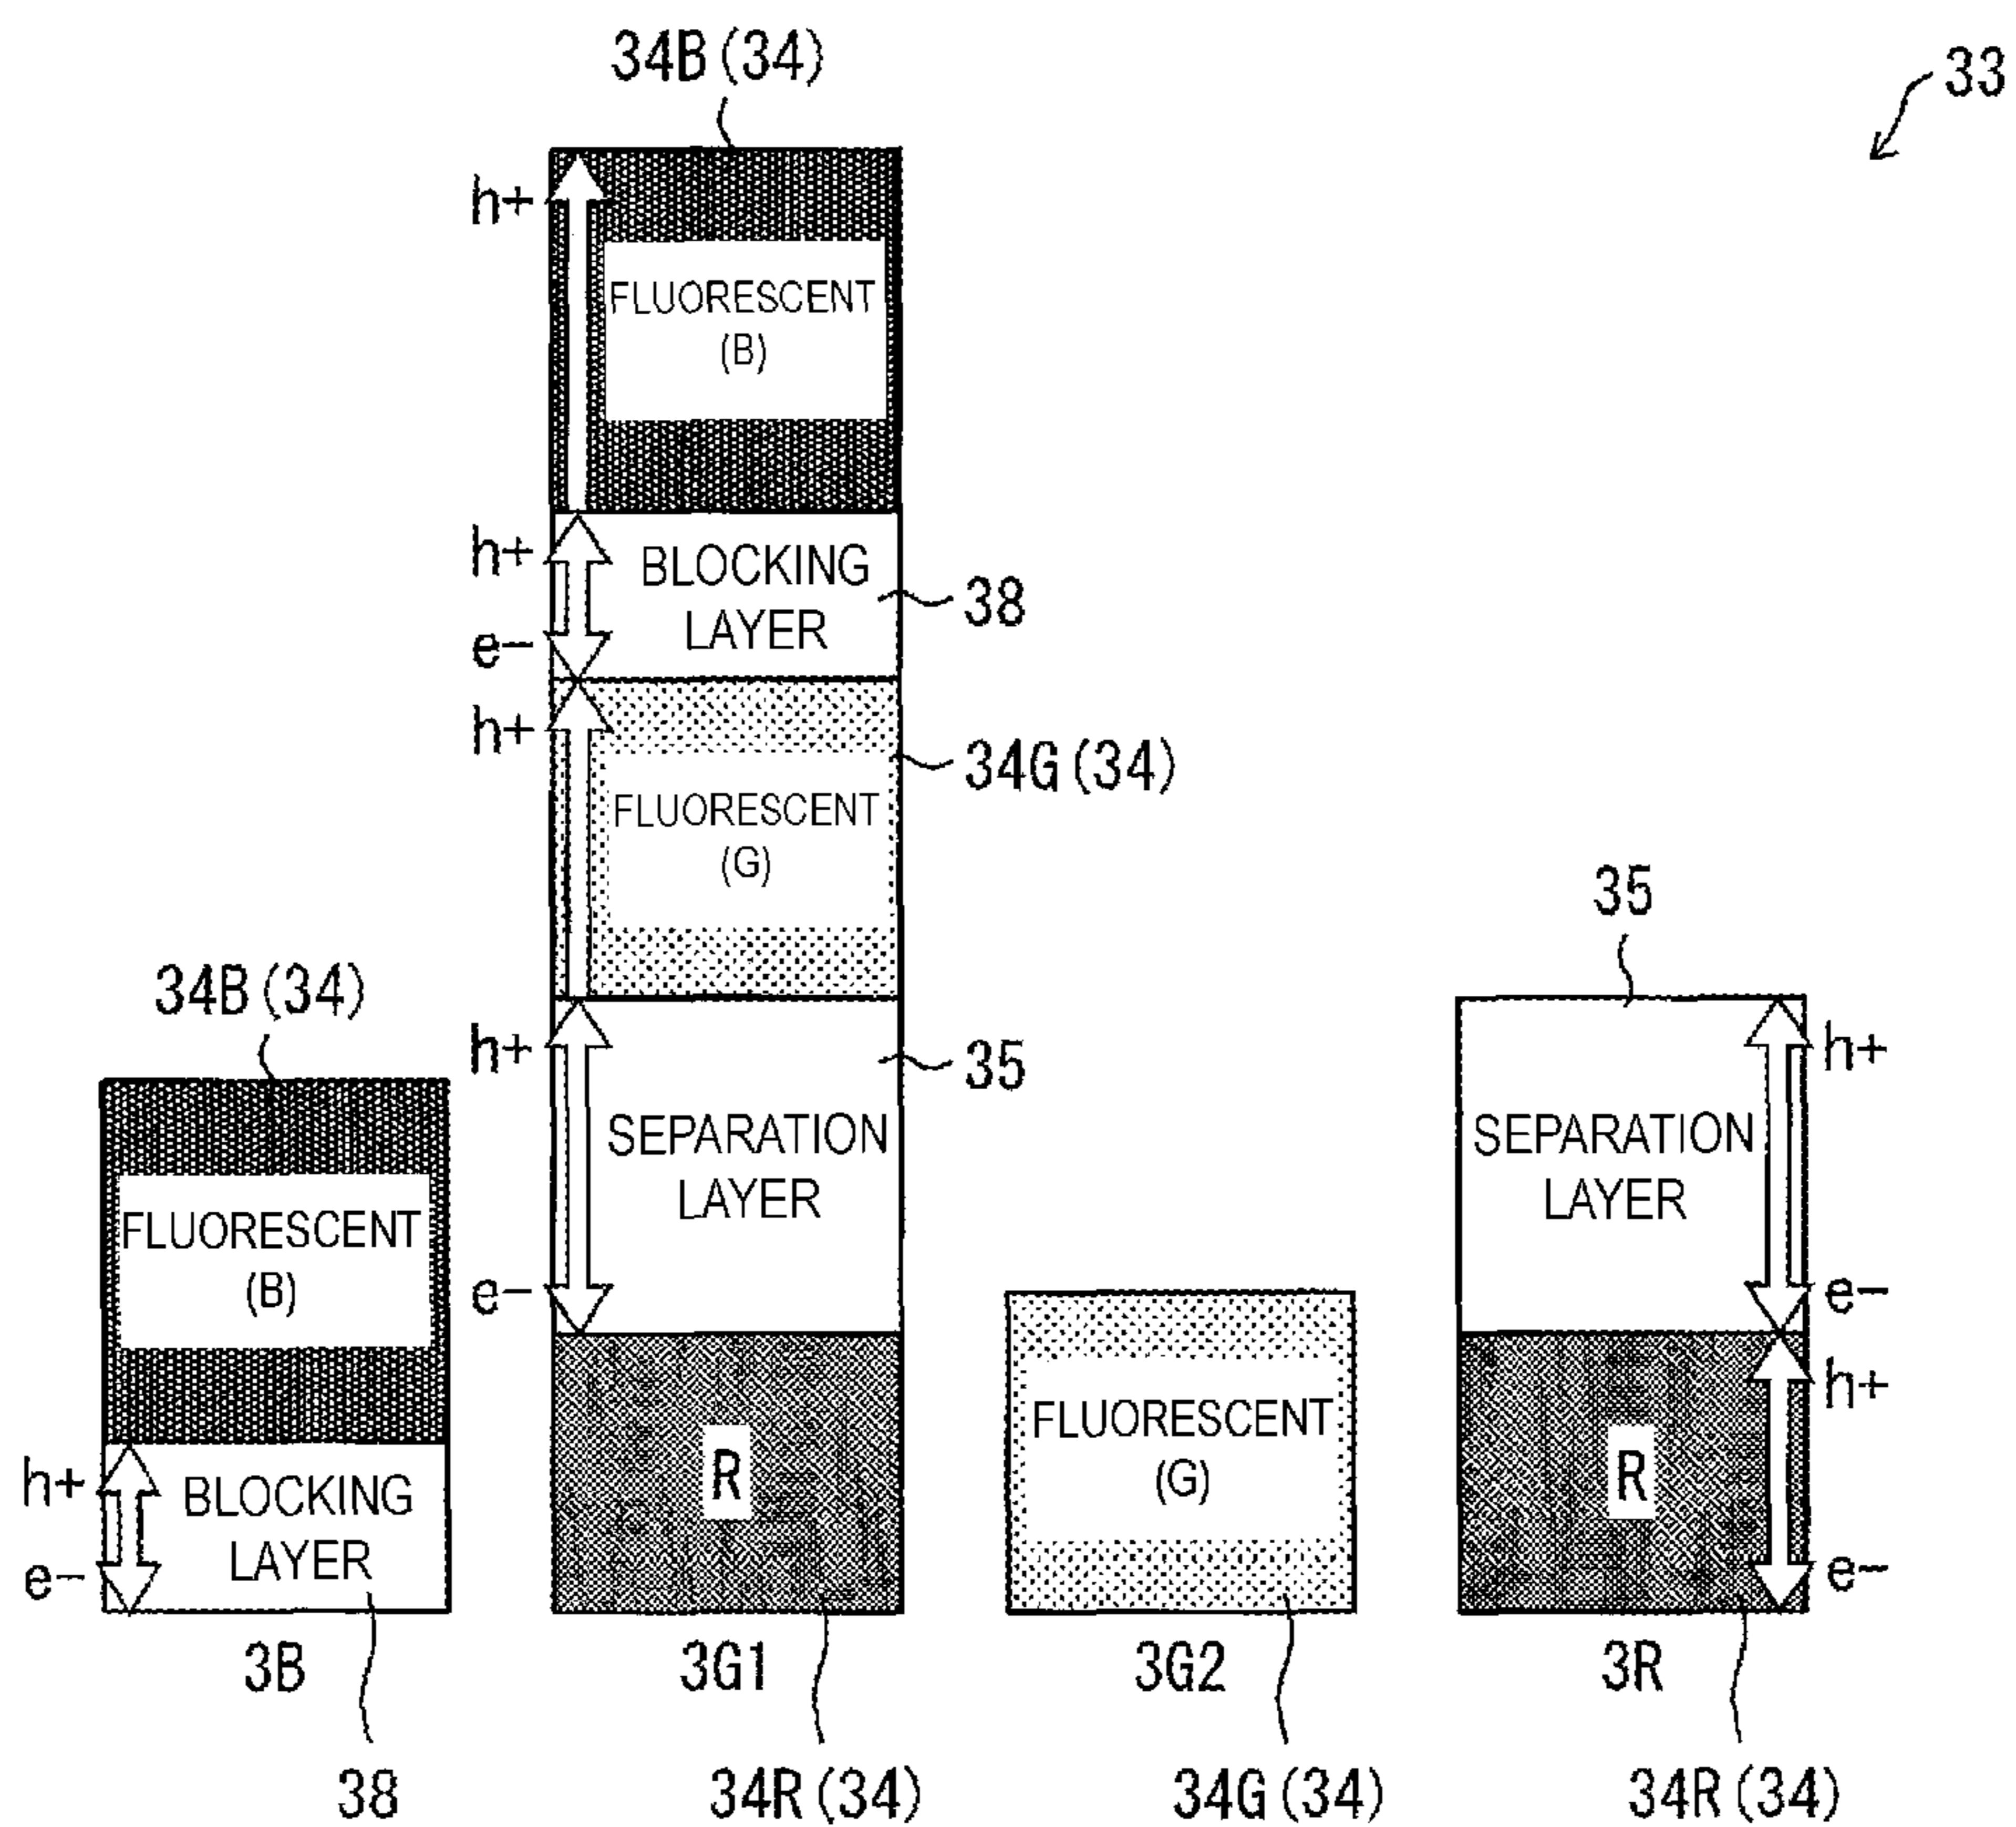 34B(34)
33
h+
FLUORESCENT
(B)
h+
BLOCKING
LAYER
38
e−
h+
34G(34)
FLUORESCENT
(G)
35
34B(34)
h+
35
h+
SEPARATION
LAYER
SEPARATION
LAYER
FLUORESCENT
(B)
e−
e−
h+
FLUORESCENT
(G)
R
R
h+
BLOCKING
LAYER
e−
e−
3B
3G1
3G2
3R
38
34R(34)
34G(34)
34R(34)